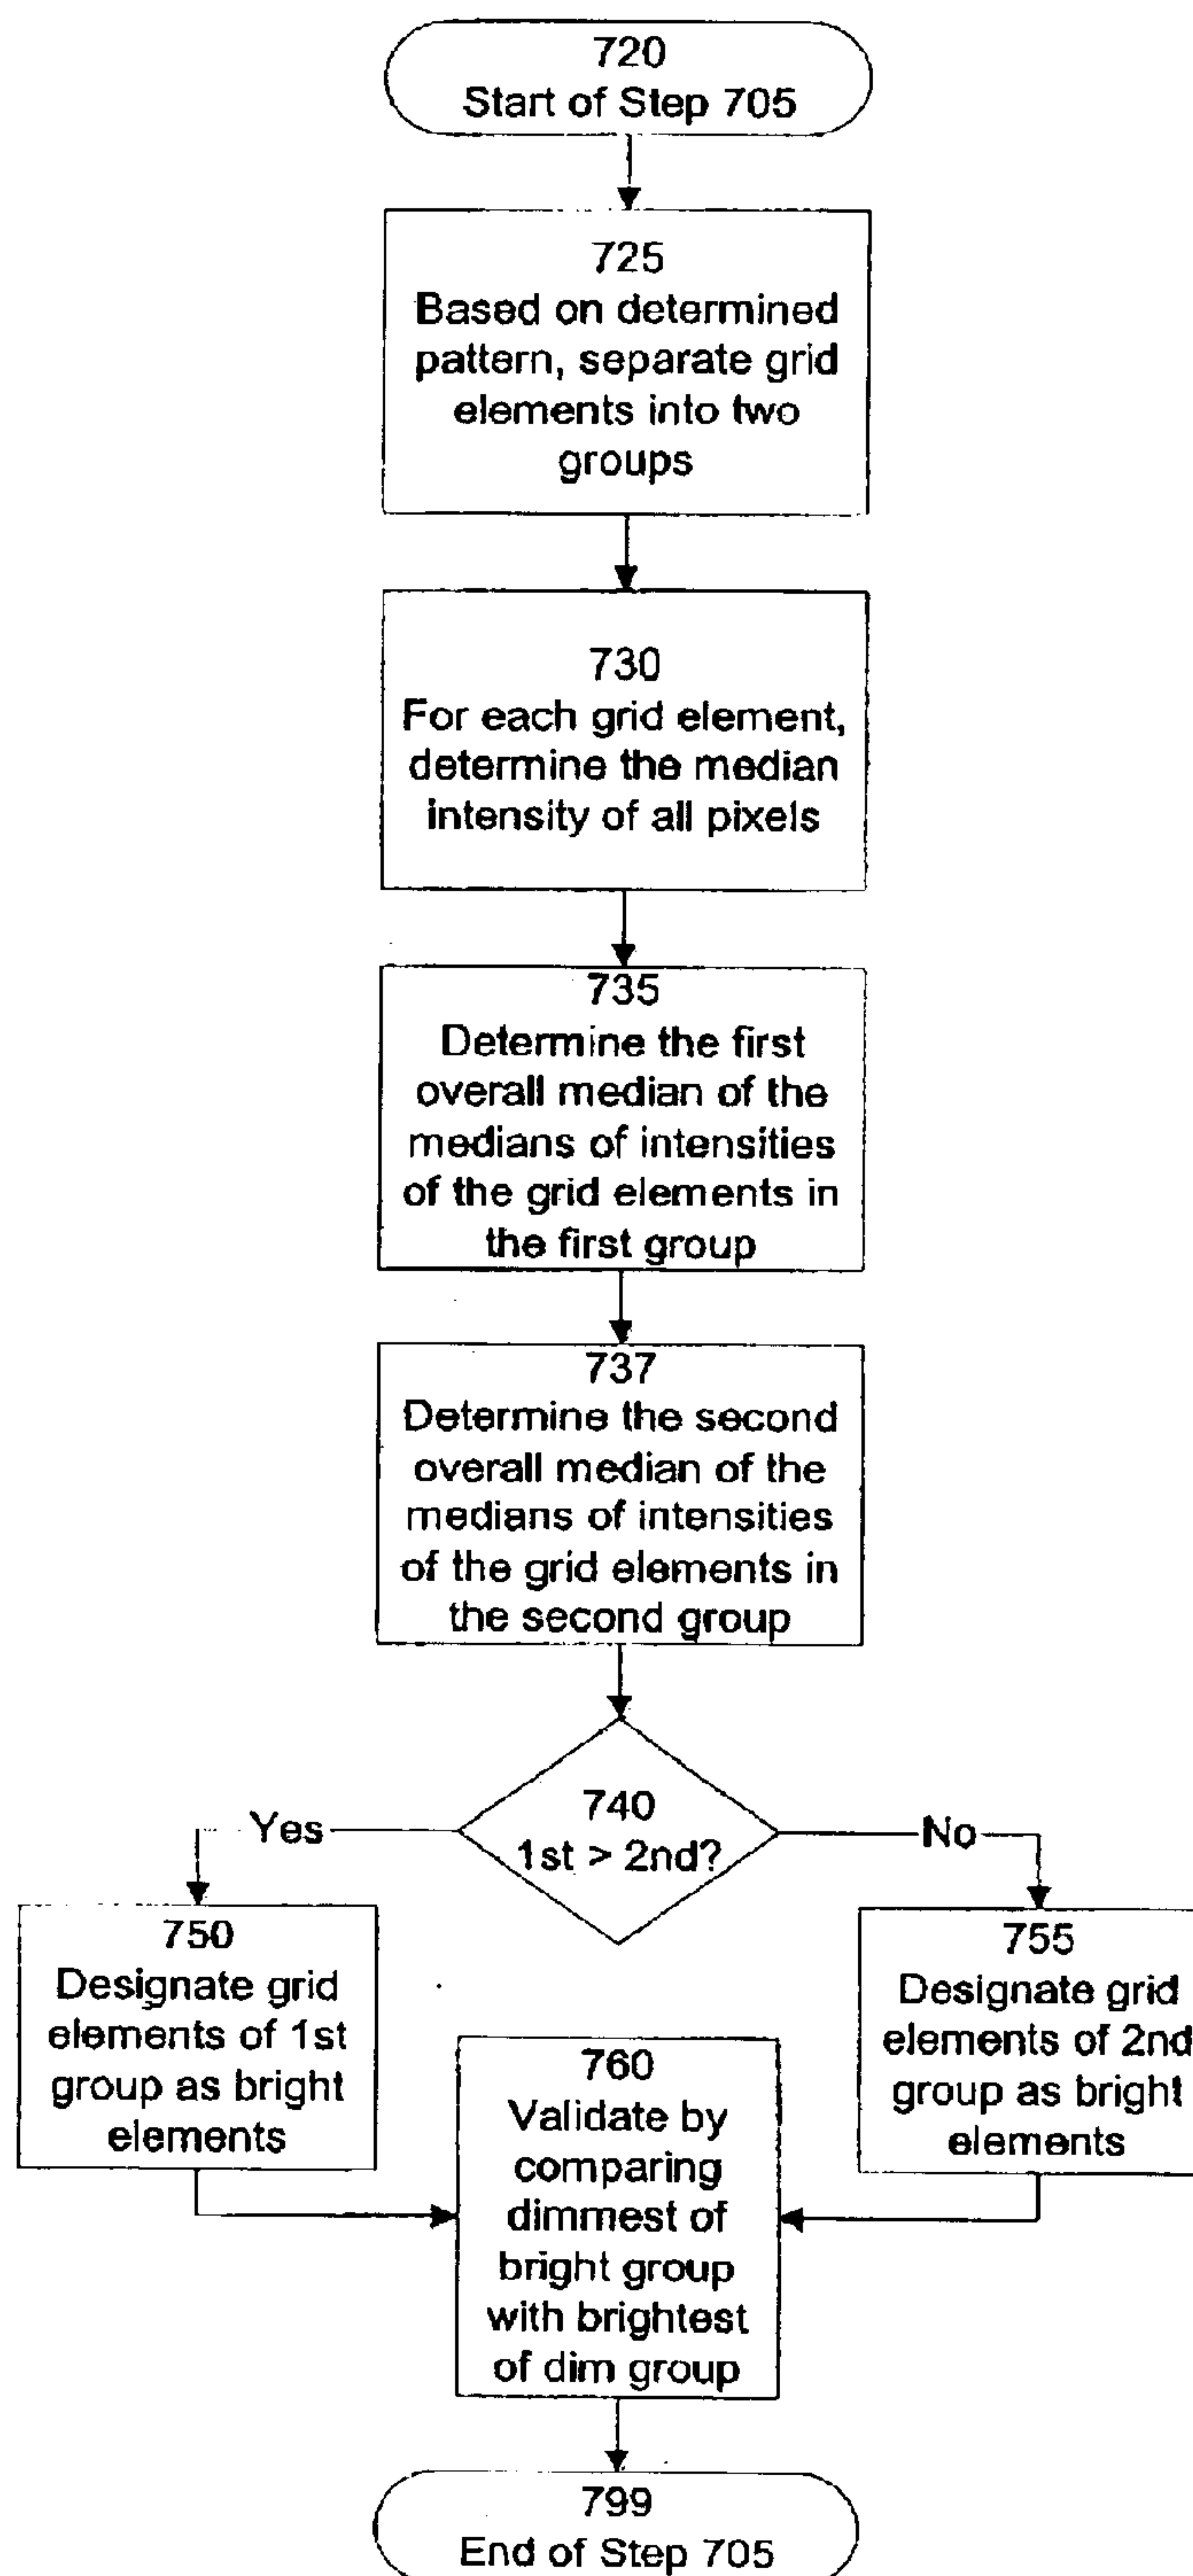 720
Start of Step 705
725
Based on determined
pattern, separate grid
elements into two
groups
730
For each grid element,
determine the median
intensity of all pixels
735
Determine the first
overall median of the
medians of intensities
of the grid elements in
the first group
737
Determine the second
overall median of the
medians of intensities
of the grid elements in
the second group
740
1st > 2nd?
Yes
No
750
Designate grid
elements of 1st
group as bright
elements
755
Designate grid
elements of 2nd
group as bright
elements
760
Validate by
comparing
dimmest of
bright group
with brightest
of dim group
799
End of Step 705